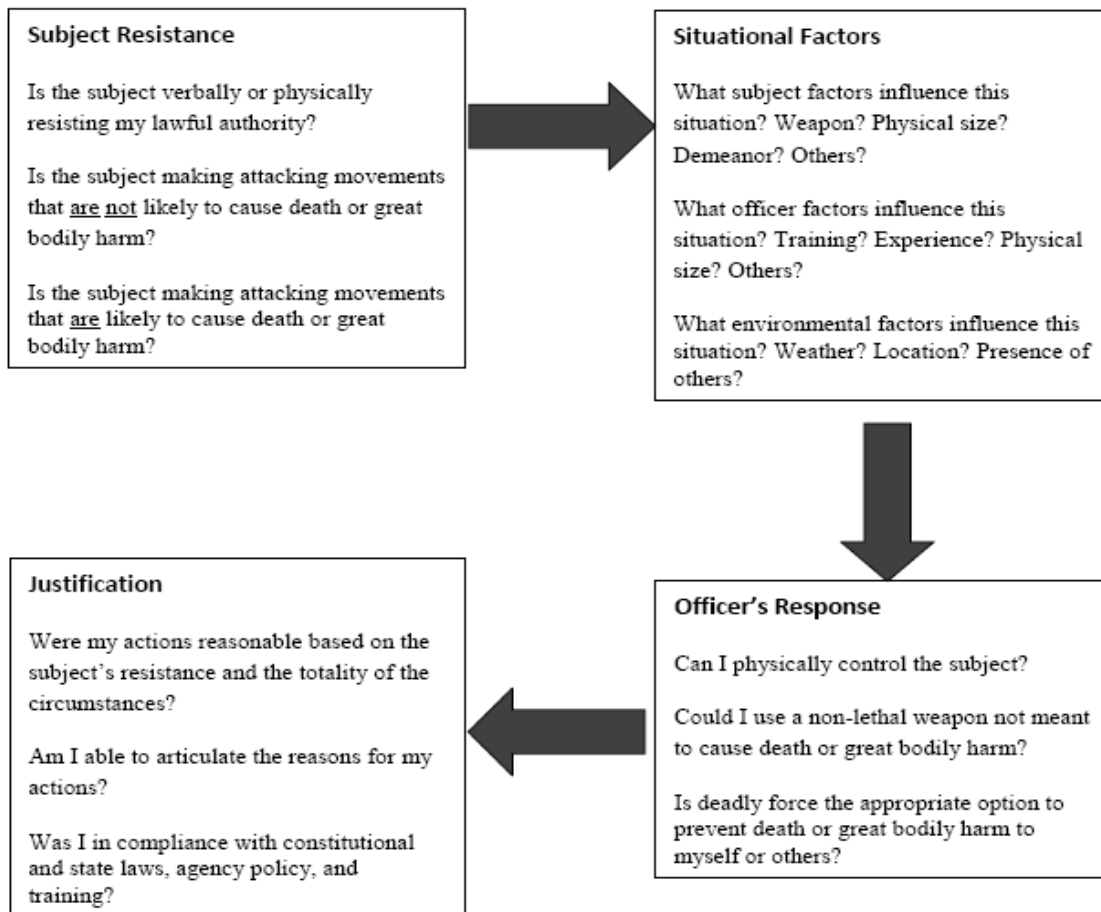 Subject Resistance
Is the subject verbally or physically
resisting my lawful authority?
Is the subject making attacking movements
that are not likely to cause death or great
bodily harm?
Is the subject making attacking movements
that are likely to cause death or great
bodily harm?
Situational Factors
What subject factors influence this
situation? Weapon? Physical size?
Demeanor? Others?
What officer factors influence this
situation? Training? Experience? Physical
size? Others?
What environmental factors influence this
situation? Weather? Location? Presence of
others?
Officer’s Response
Can I physically control the subject?
Could I use a non-lethal weapon not meant
to cause death or great bodily harm?
Is deadly force the appropriate option to
prevent death or great bodily harm to
myself or others?
Justification
Were my actions reasonable based on the
subject’s resistance and the totality of the
circumstances?
Am I able to articulate the reasons for my
actions?
Was I in compliance with constitutional
and state laws, agency policy, and
training?